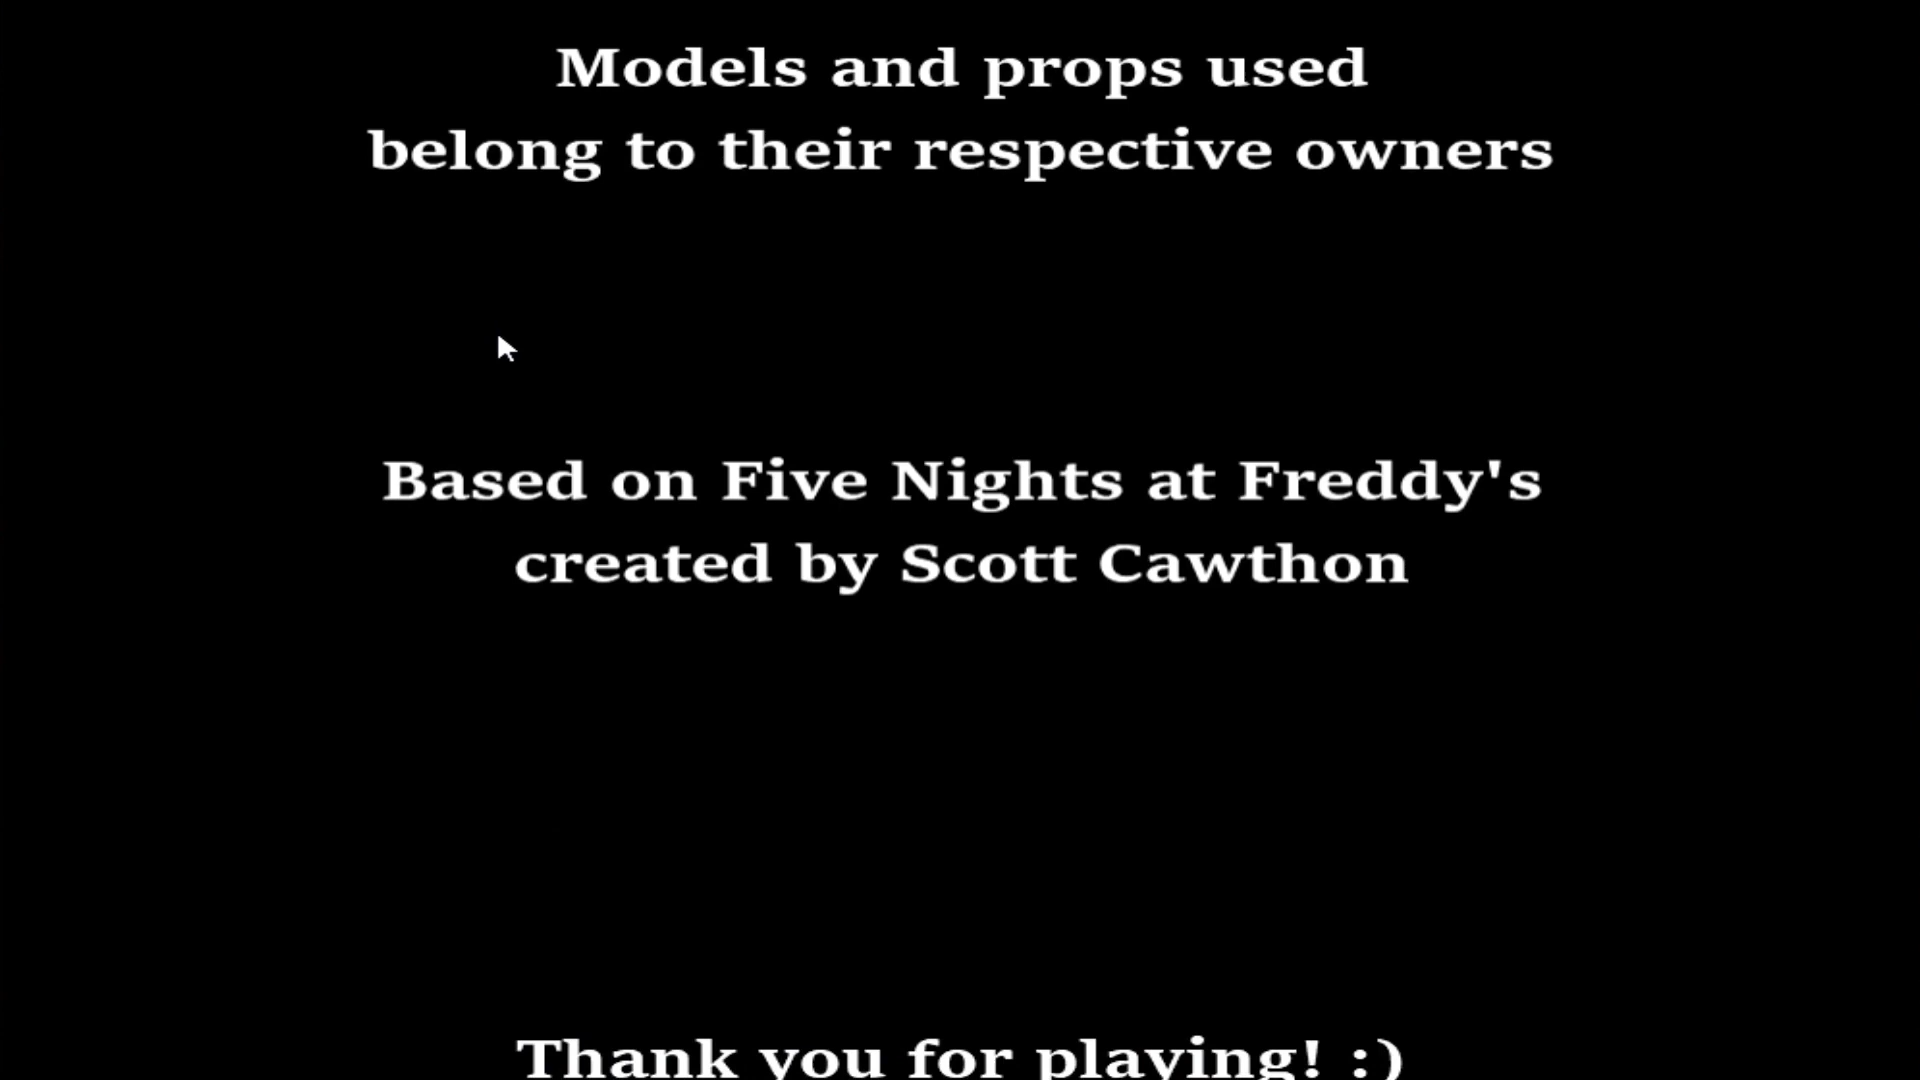 Models and props used
belong to their respective owners
Based on Five Nights at Freddy's
created by Scott Cawthon
Thank you for playing! :)